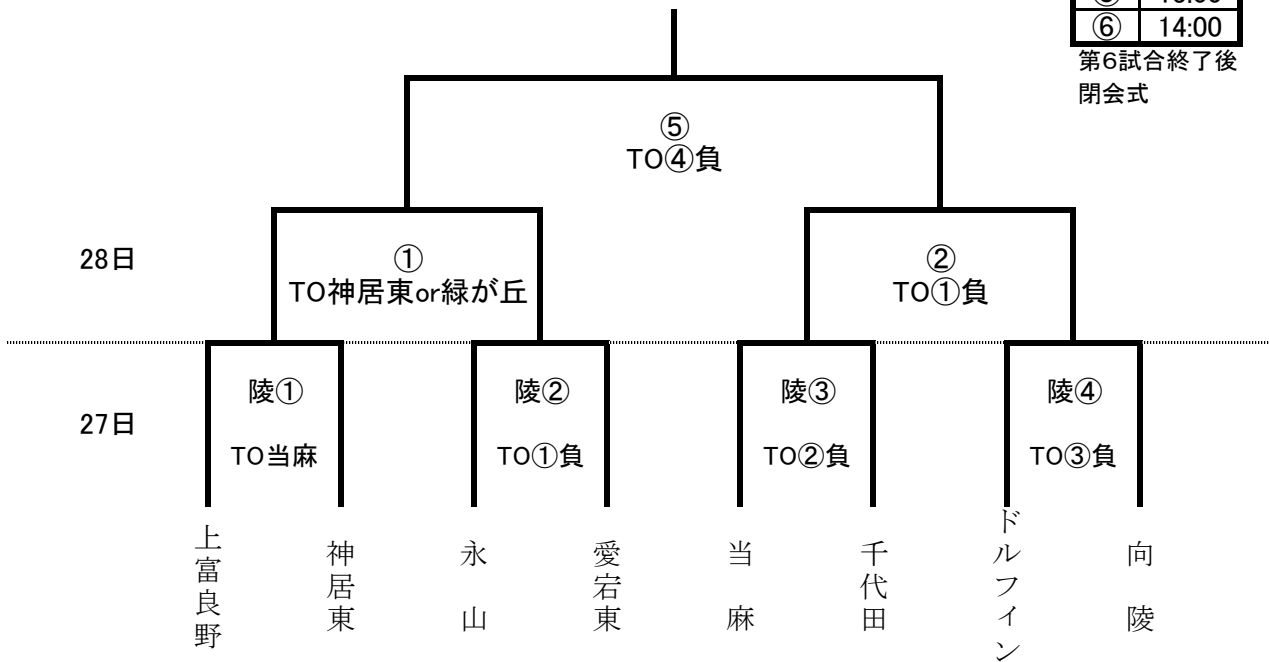 ⑥ 14:00
第6試合終了後
閉会式
⑤
TO④負
28日
①
TO神居東or緑が丘
②
TO①負
27日
陵①
TO当麻
陵②
TO①負
陵③
TO②負
陵④
TO③負
上富良野
神居東
永山
愛宕東
当麻
千代田
ドルフィン
向陵